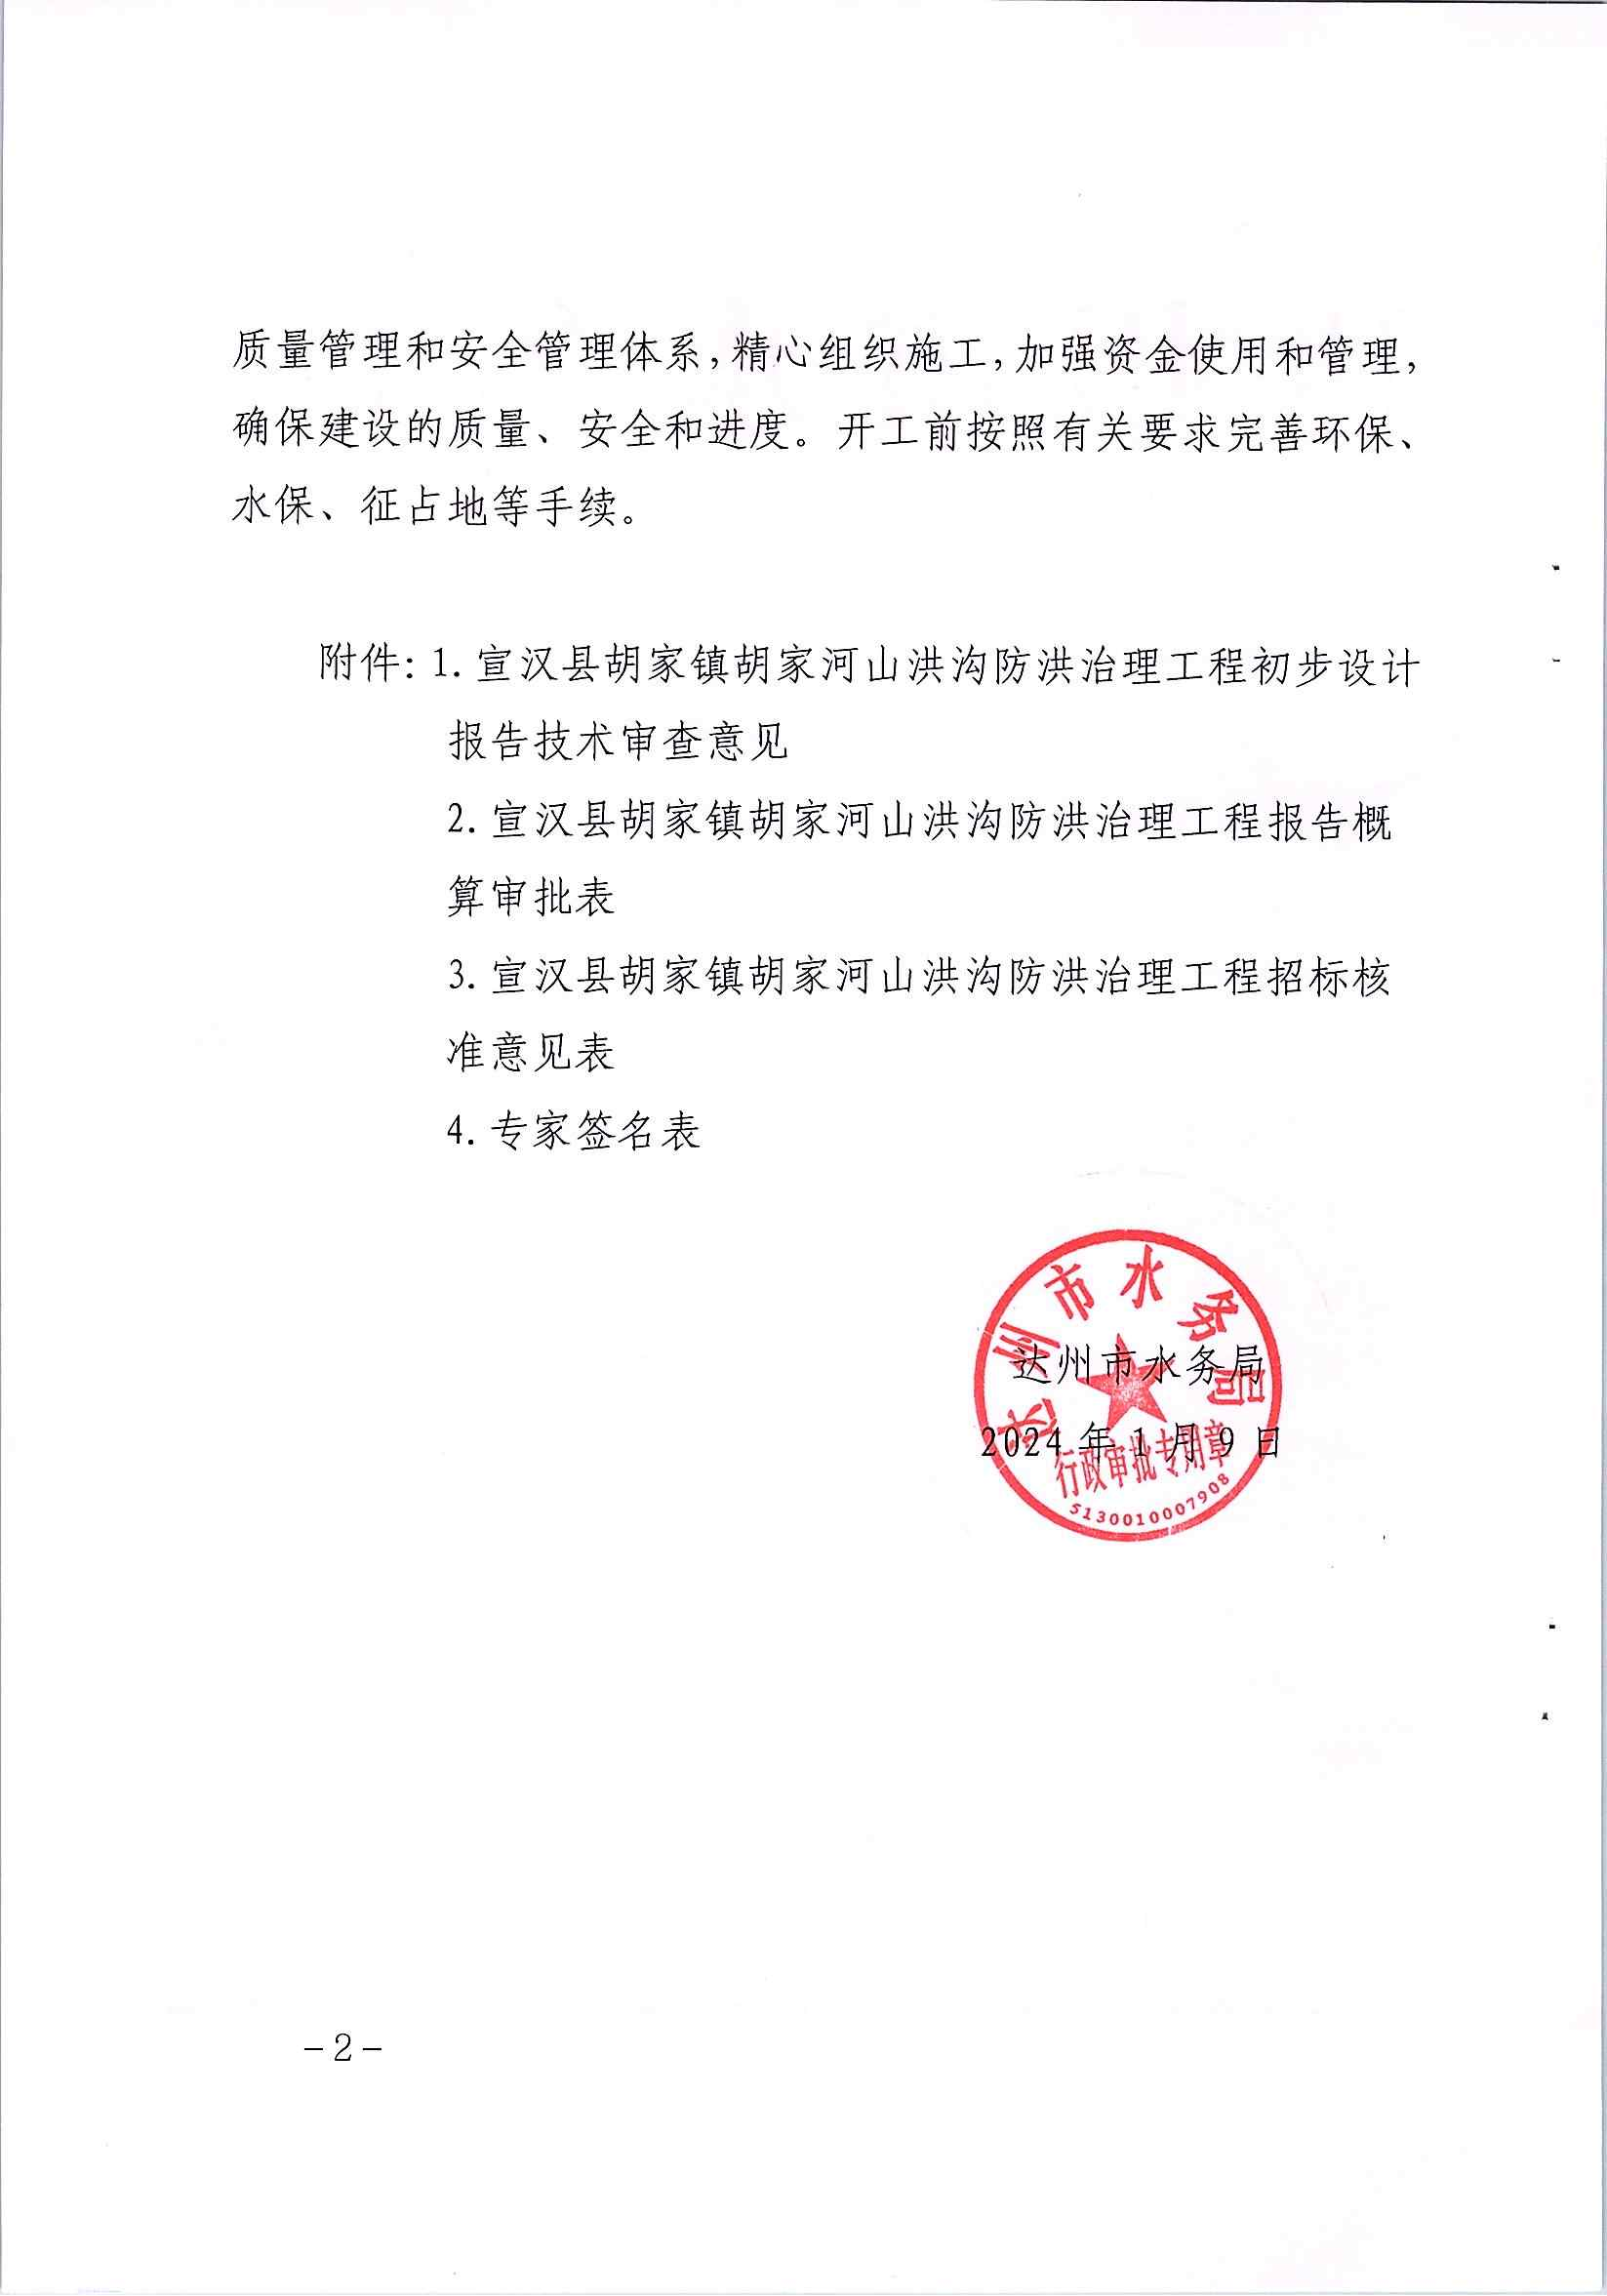 质量管理和安全管理体系,精心组织施工,加强资金使用和管理,
确保建设的质量、安全和进度。开工前按照有关要求完善环保、
水保、征占地等手续。
附件:1.宣汉县胡家镇胡家河山洪沟防洪治理工程初步设计
报告技术审查意见
2.宣汉县胡家镇胡家河山洪沟防洪治理工程报告概
算审批表
3.宣汉县胡家镇胡家河山洪沟防洪治理工程招标核
准意见表
4.专家签名表
达州市水务局
达州市水务局
2024年1月9日
行政审批专用章
5130010007908
-2-